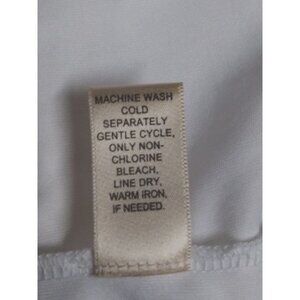 MACHINE WASH
COLD
SEPARATELY
GENTLE CYCLE,
ONLY NON-
CHLORINE
BLEACH,
LINE DRY,
WARM IRON,
IF NEEDED.